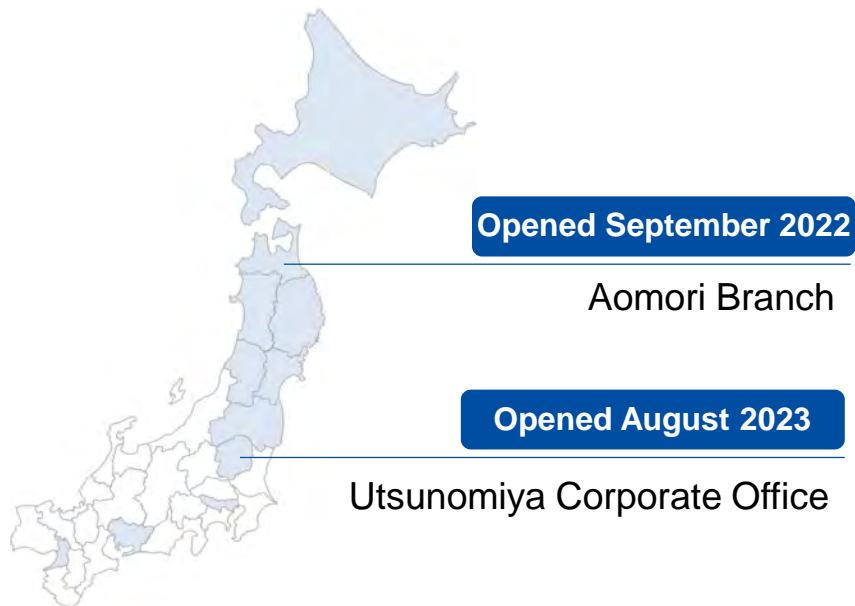 Opened September 2022
Aomori Branch
Opened August 2023
Utsunomiya Corporate Office